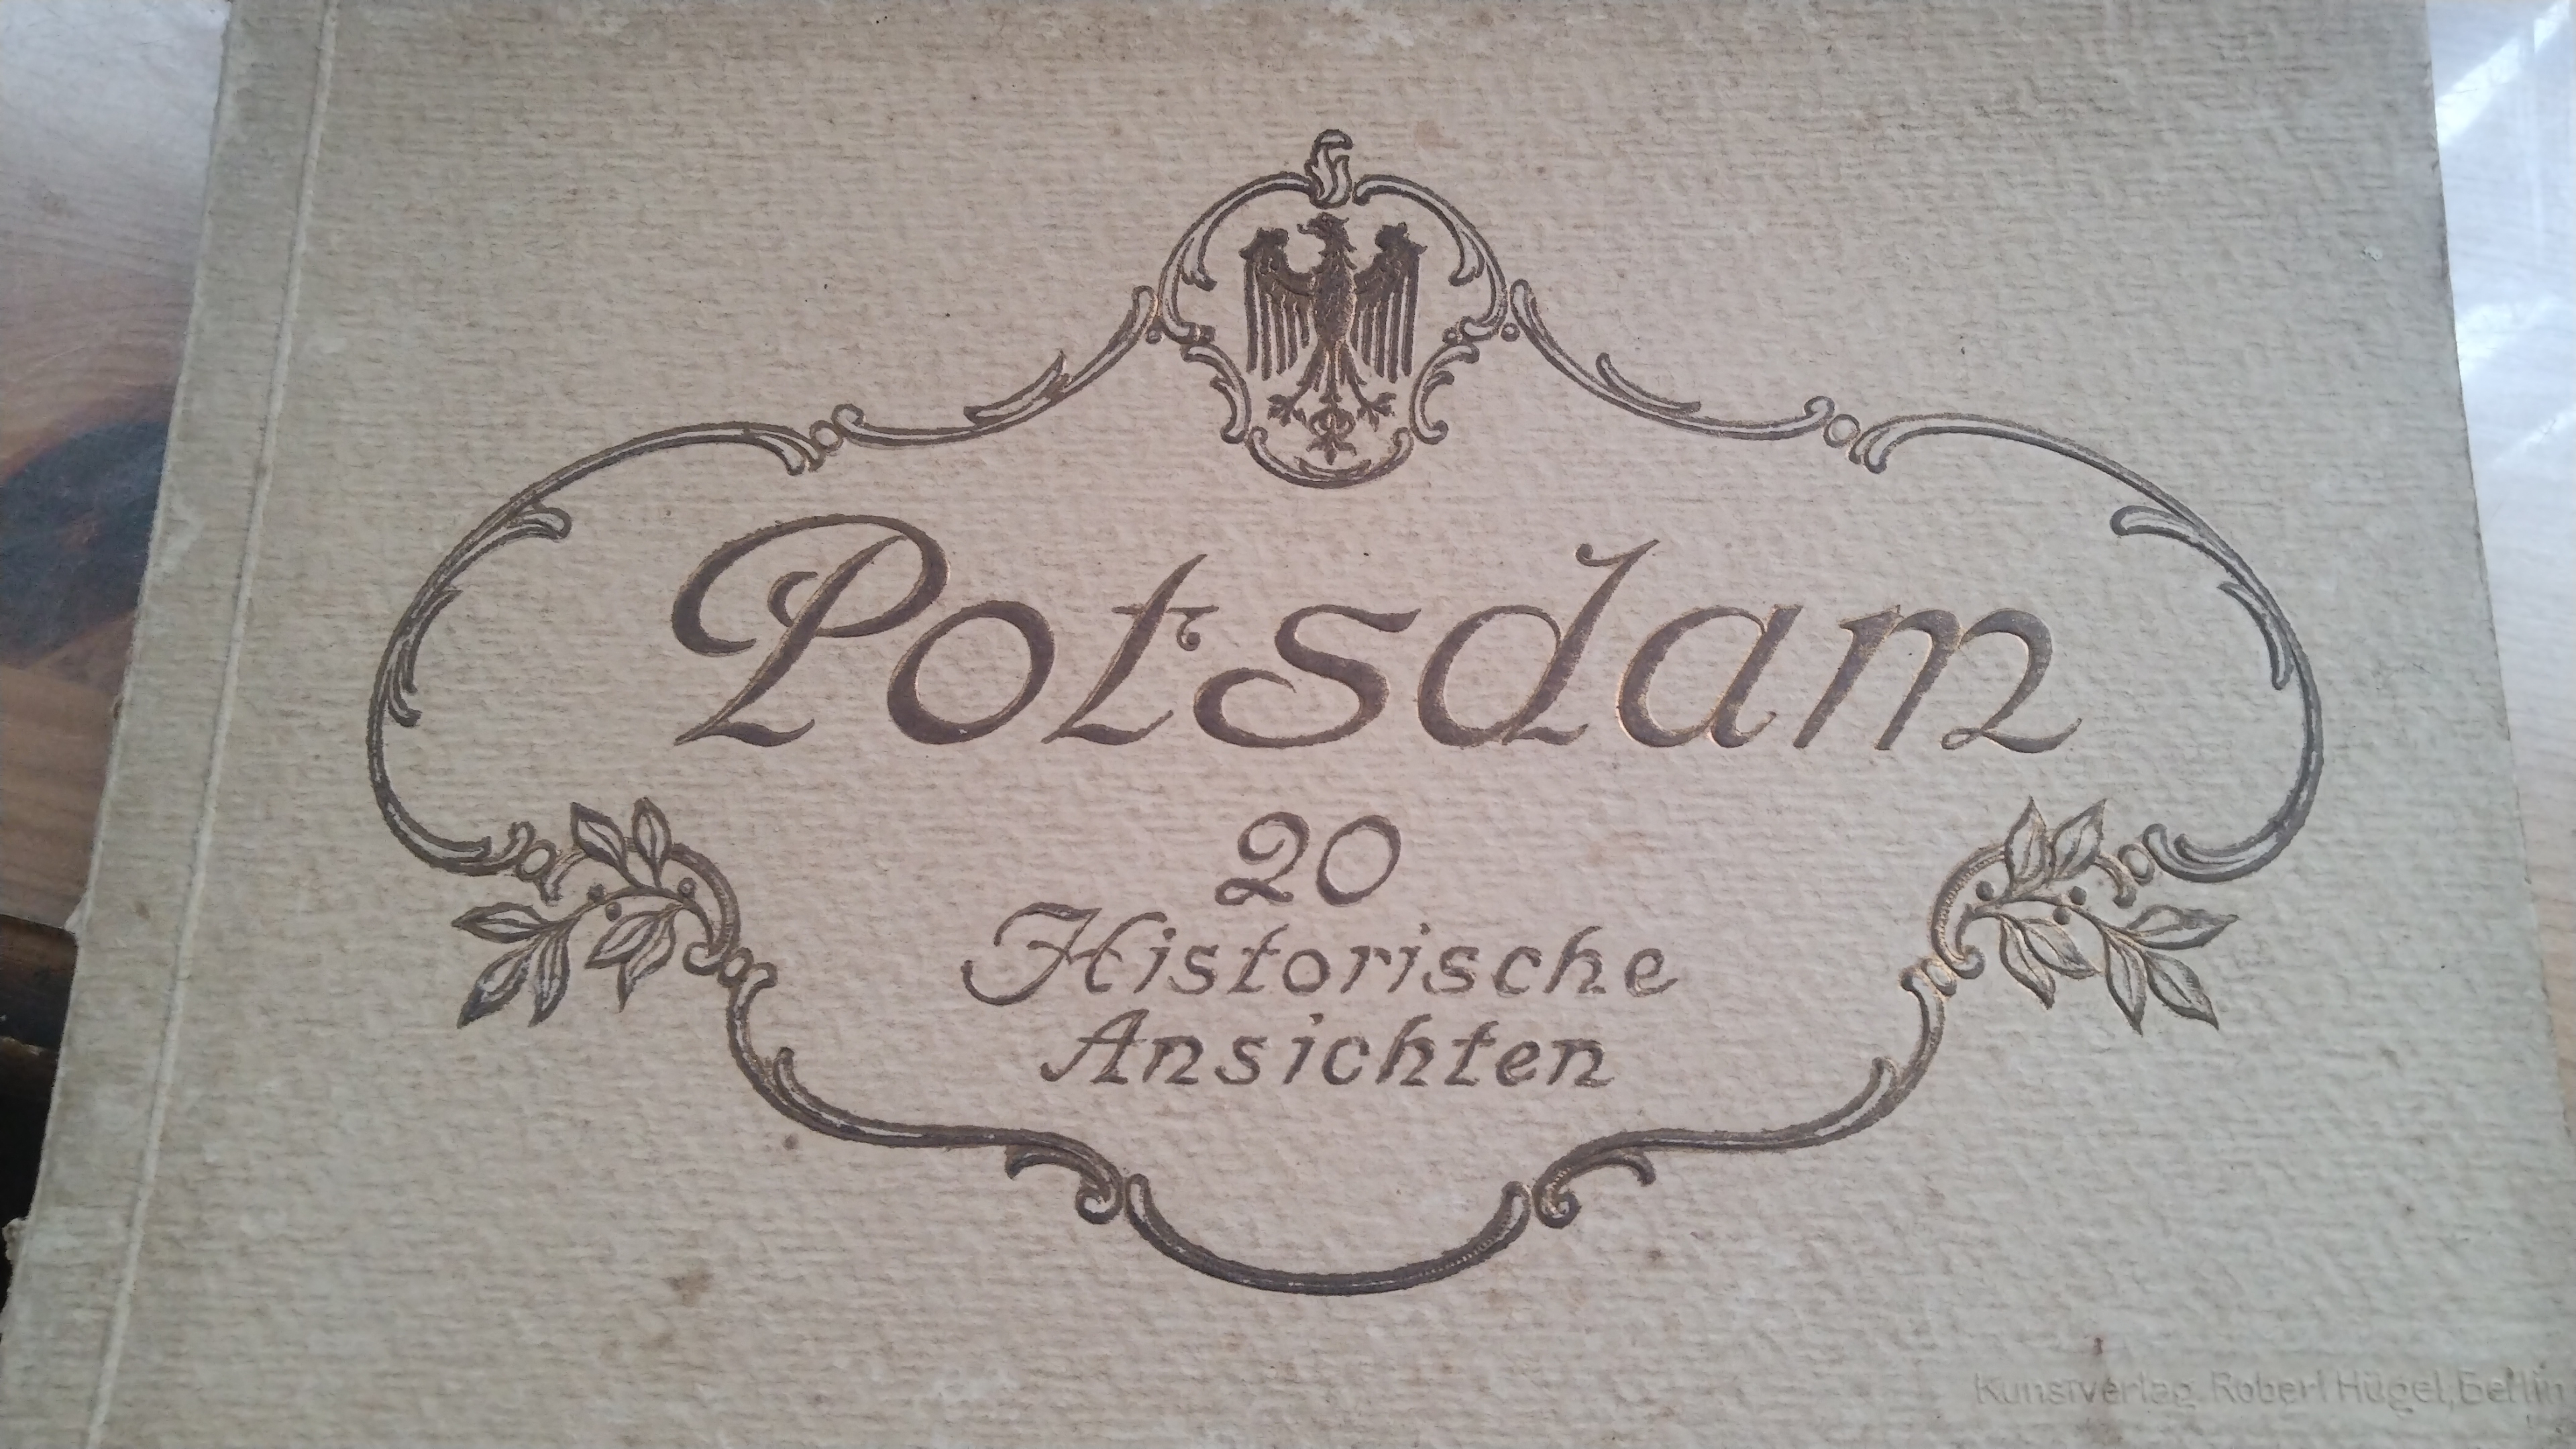 Potsdam
20
Historische
Ansichten
Kunstverlag Robert Hügel, Berlin